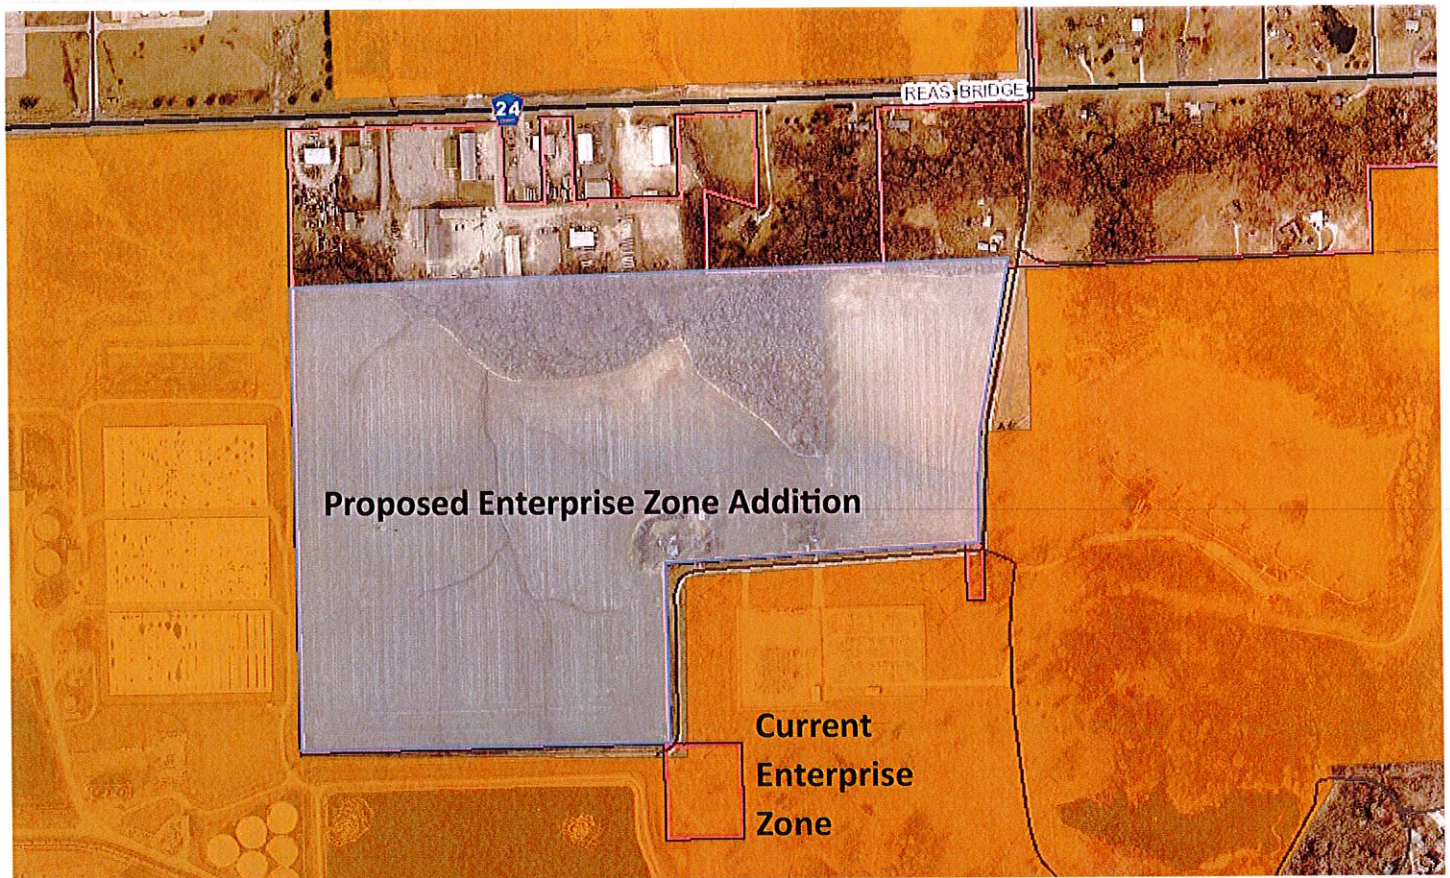 24
REAS BRIDGE
Proposed Enterprise Zone Addition
Current
Enterprise
Zone